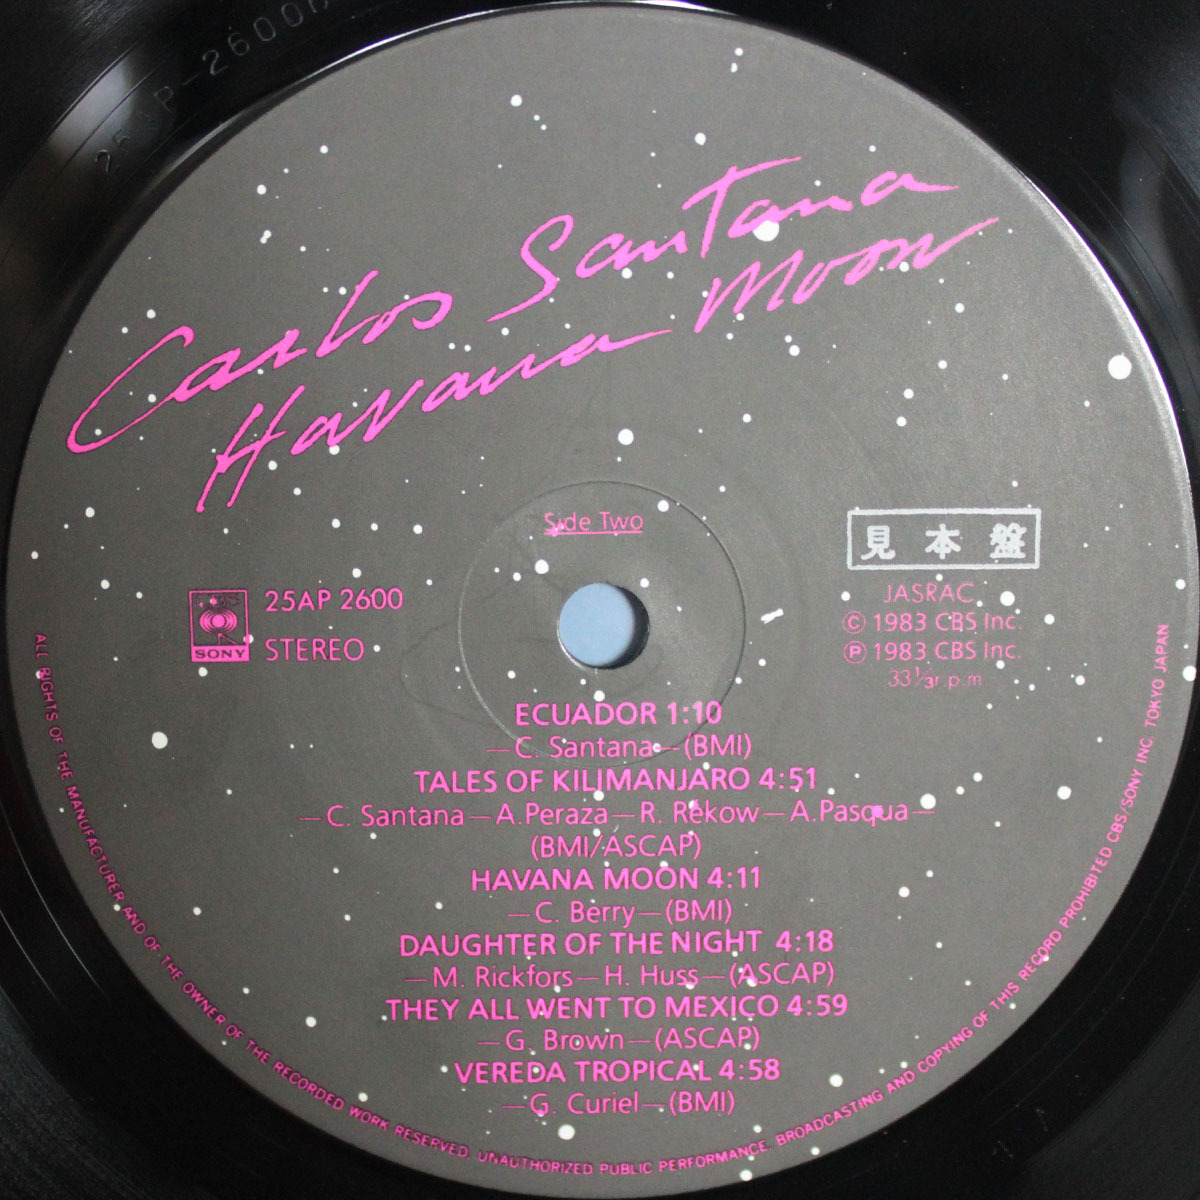 25AP-2600
Carlos Santana
Havana Moon
Side Two
見本盤
CBS
SONY
25AP 2600
STEREO
JASRAC
Ⓒ 1983 CBS Inc.
Ⓟ 1983 CBS Inc.
33⅓r.p.m
ECUADOR 1:10
—C. Santana—(BMI)
TALES OF KILIMANJARO 4:51
—C. Santana—A.Peraza—R. Rekow—A.Pasqua—
(BMI/ASCAP)
HAVANA MOON 4:11
—C. Berry—(BMI)
DAUGHTER OF THE NIGHT 4:18
—M. Rickfors—H. Huss—(ASCAP)
THEY ALL WENT TO MEXICO 4:59
—G. Brown—(ASCAP)
VEREDA TROPICAL 4:58
—G. Curiel—(BMI)
ALL RIGHTS OF THE MANUFACTURER AND OF THE OWNER OF THE RECORDED WORK RESERVED. UNAUTHORIZED PUBLIC PERFORMANCE, BROADCASTING AND COPYING OF THIS RECORD PROHIBITED CBS/SONY INC. TOKYO JAPAN